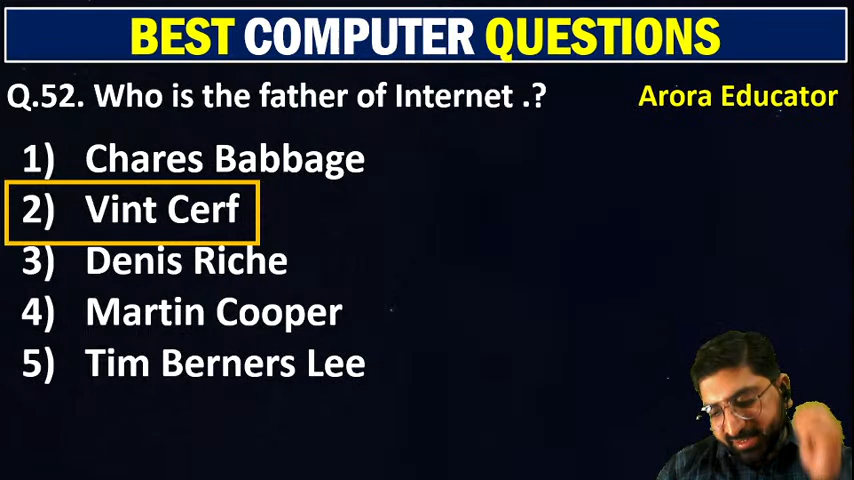 BEST COMPUTER QUESTIONS
Q.52. Who is the father of Internet .?
Arora Educator
1) Chares Babbage
2) Vint Cerf
3) Denis Riche
4) Martin Cooper
5) Tim Berners Lee